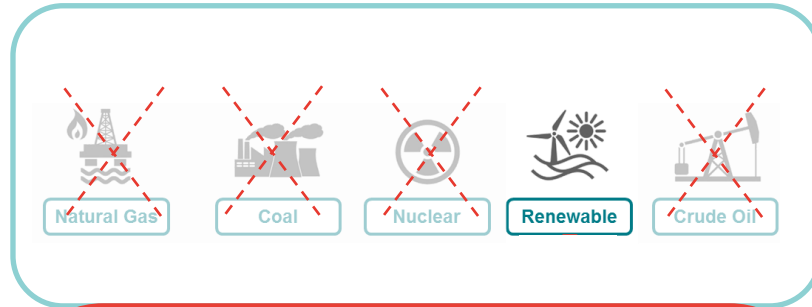 Natural Gas
Coal
Nuclear
Renewable
Crude Oil